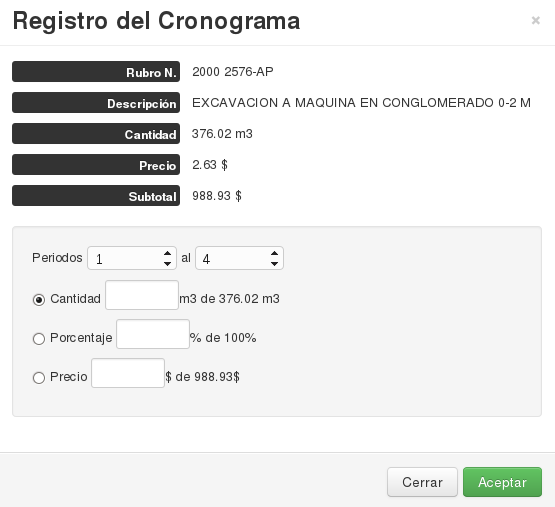 Registro del Cronograma ×
Rubro N. 2000 2576-AP
Descripción EXCAVACION A MAQUINA EN CONGLOMERADO 0-2 M
Cantidad 376.02 m3
Precio 2.63 $
Subtotal 988.93 $
Periodos 1 al 4
Cantidad m3 de 376.02 m3
Porcentaje % de 100%
Precio $ de 988.93$
Cerrar Aceptar